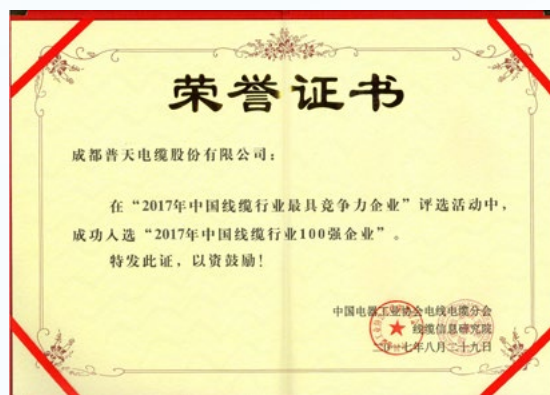 荣誉证书
成都普天电缆股份有限公司：
在“2017年中国线缆行业最具竞争力企业”评选活动中，
成功入选“2017年中国线缆行业100强企业”。
特发此证，以资鼓励！
中国电器工业协会电线电缆分会
线缆信息研究院
二〇一七年八月二十九日